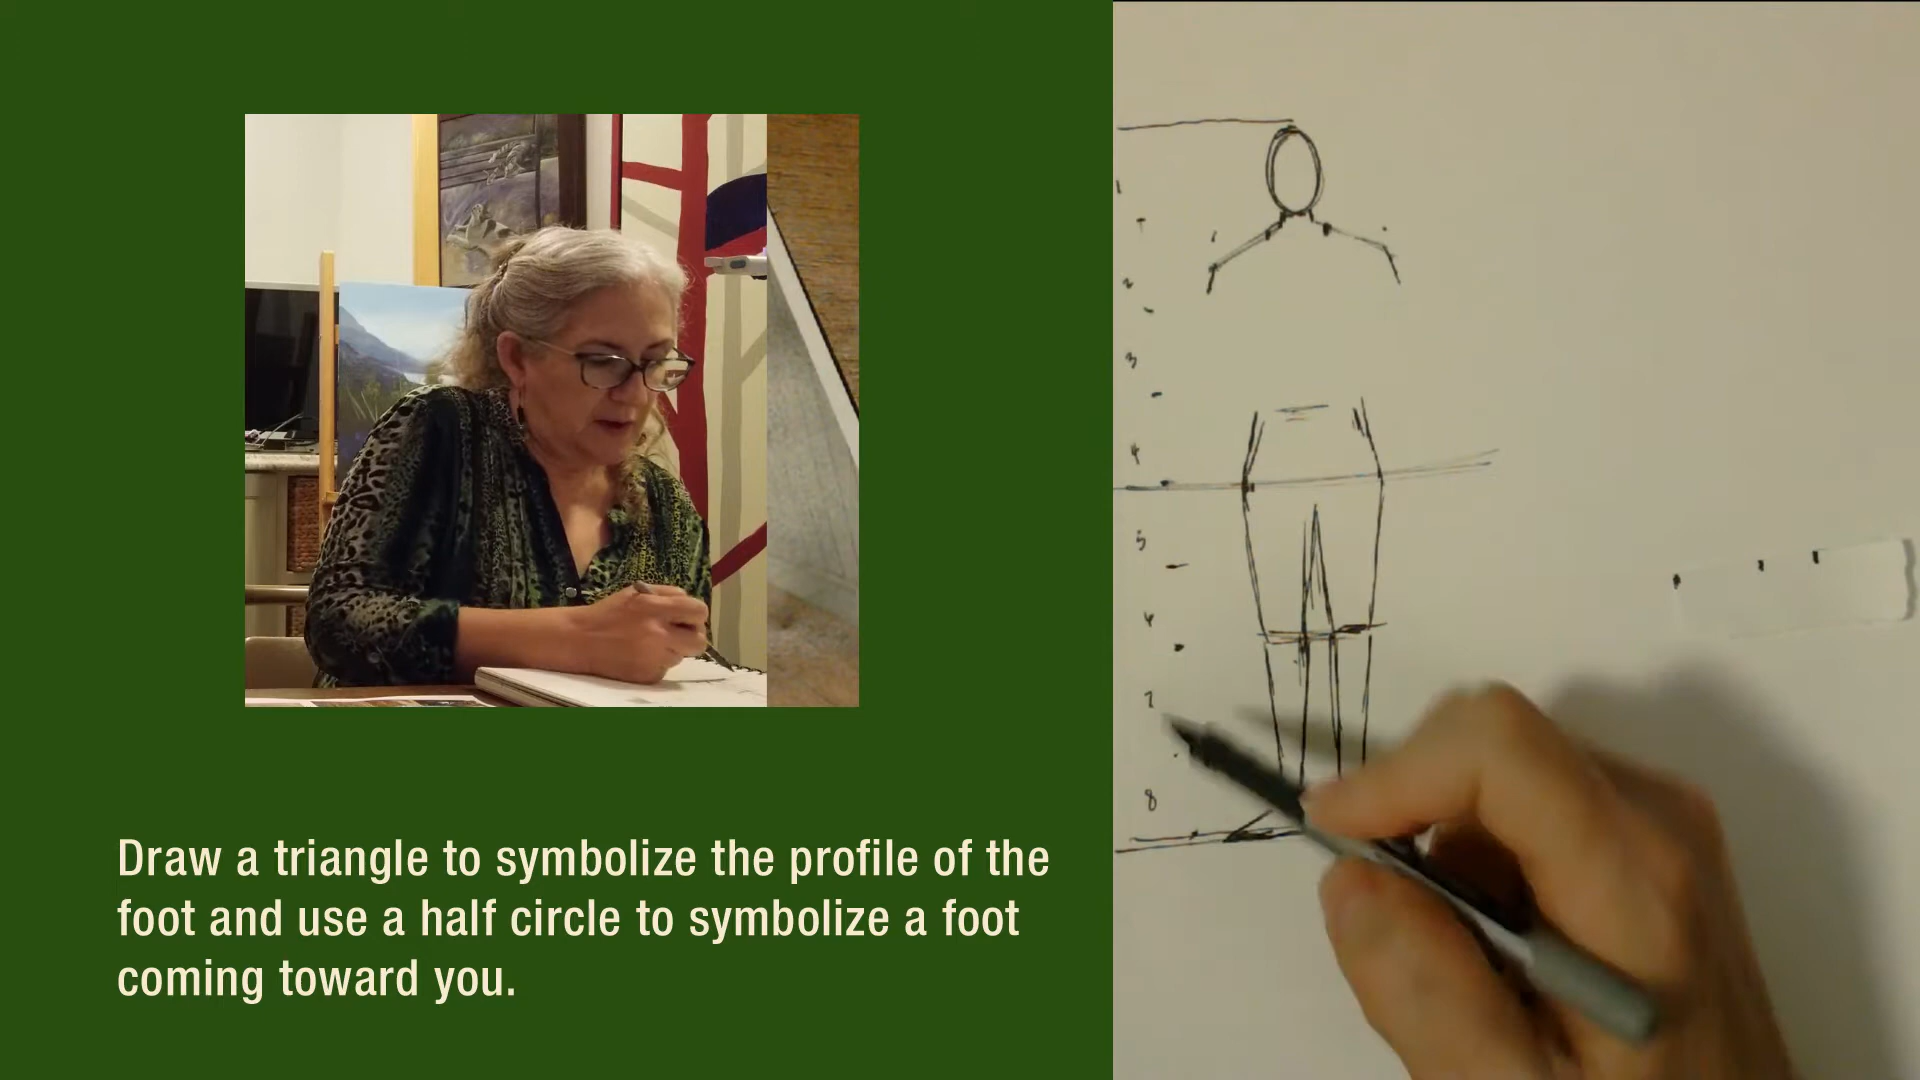 Draw a triangle to symbolize the profile of the
foot and use a half circle to symbolize a foot
coming toward you.
1
2
3
4
5
7
8